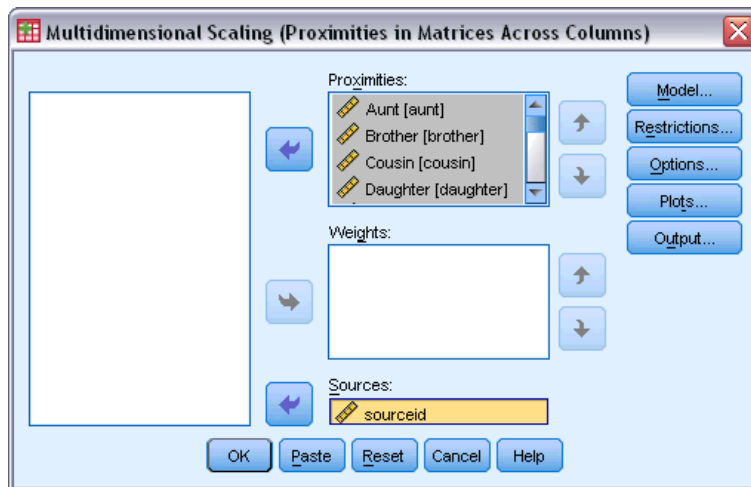 Multidimensional Scaling (Proximities in Matrices Across Columns)
Proximities:
Aunt [aunt]
Brother [brother]
Cousin [cousin]
Daughter [daughter]
Weights:
Sources:
sourceid
Model...
Restrictions...
Options...
Plots...
Output...
OK
Paste
Reset
Cancel
Help